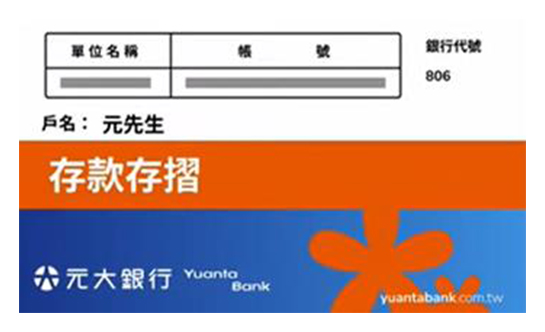 單位名稱 帳 號 銀行代號
806
戶名： 元先生
存款存摺
元大銀行 Yuanta Bank
yuantabank.com.tw